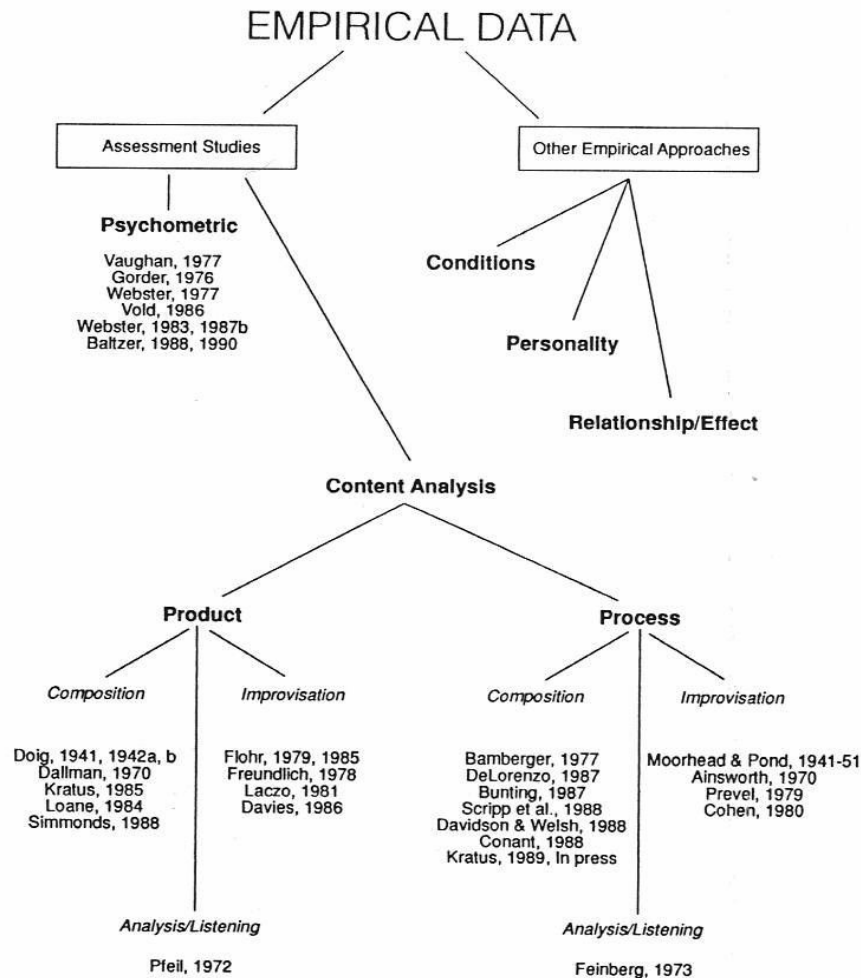 EMPIRICAL DATA
Assessment Studies
Other Empirical Approaches
Psychometric
Vaughan, 1977
Gorder, 1976
Webster, 1977
Vold, 1986
Webster, 1983, 1987b
Baltzer, 1988, 1990
Conditions
Personality
Relationship/Effect
Content Analysis
Product
Composition
Doig, 1941, 1942a, b
Dallman, 1970
Kratus, 1985
Loane, 1984
Simmonds, 1988
Improvisation
Flohr, 1979, 1985
Freundlich, 1978
Laczo, 1981
Davies, 1986
Analysis/Listening
Pfeil, 1972
Process
Composition
Bamberger, 1977
DeLorenzo, 1987
Bunting, 1987
Scripp et al., 1988
Davidson & Welsh, 1988
Conant, 1988
Kratus, 1989, In press
Improvisation
Moorhead & Pond, 1941-51
Ainsworth, 1970
Prevel, 1979
Cohen, 1980
Analysis/Listening
Feinberg, 1973